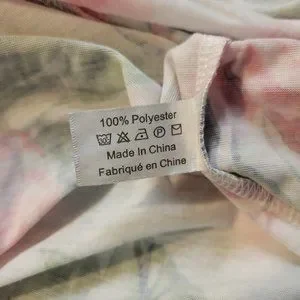 100% Polyester
Made In China
Fabriqué en Chine